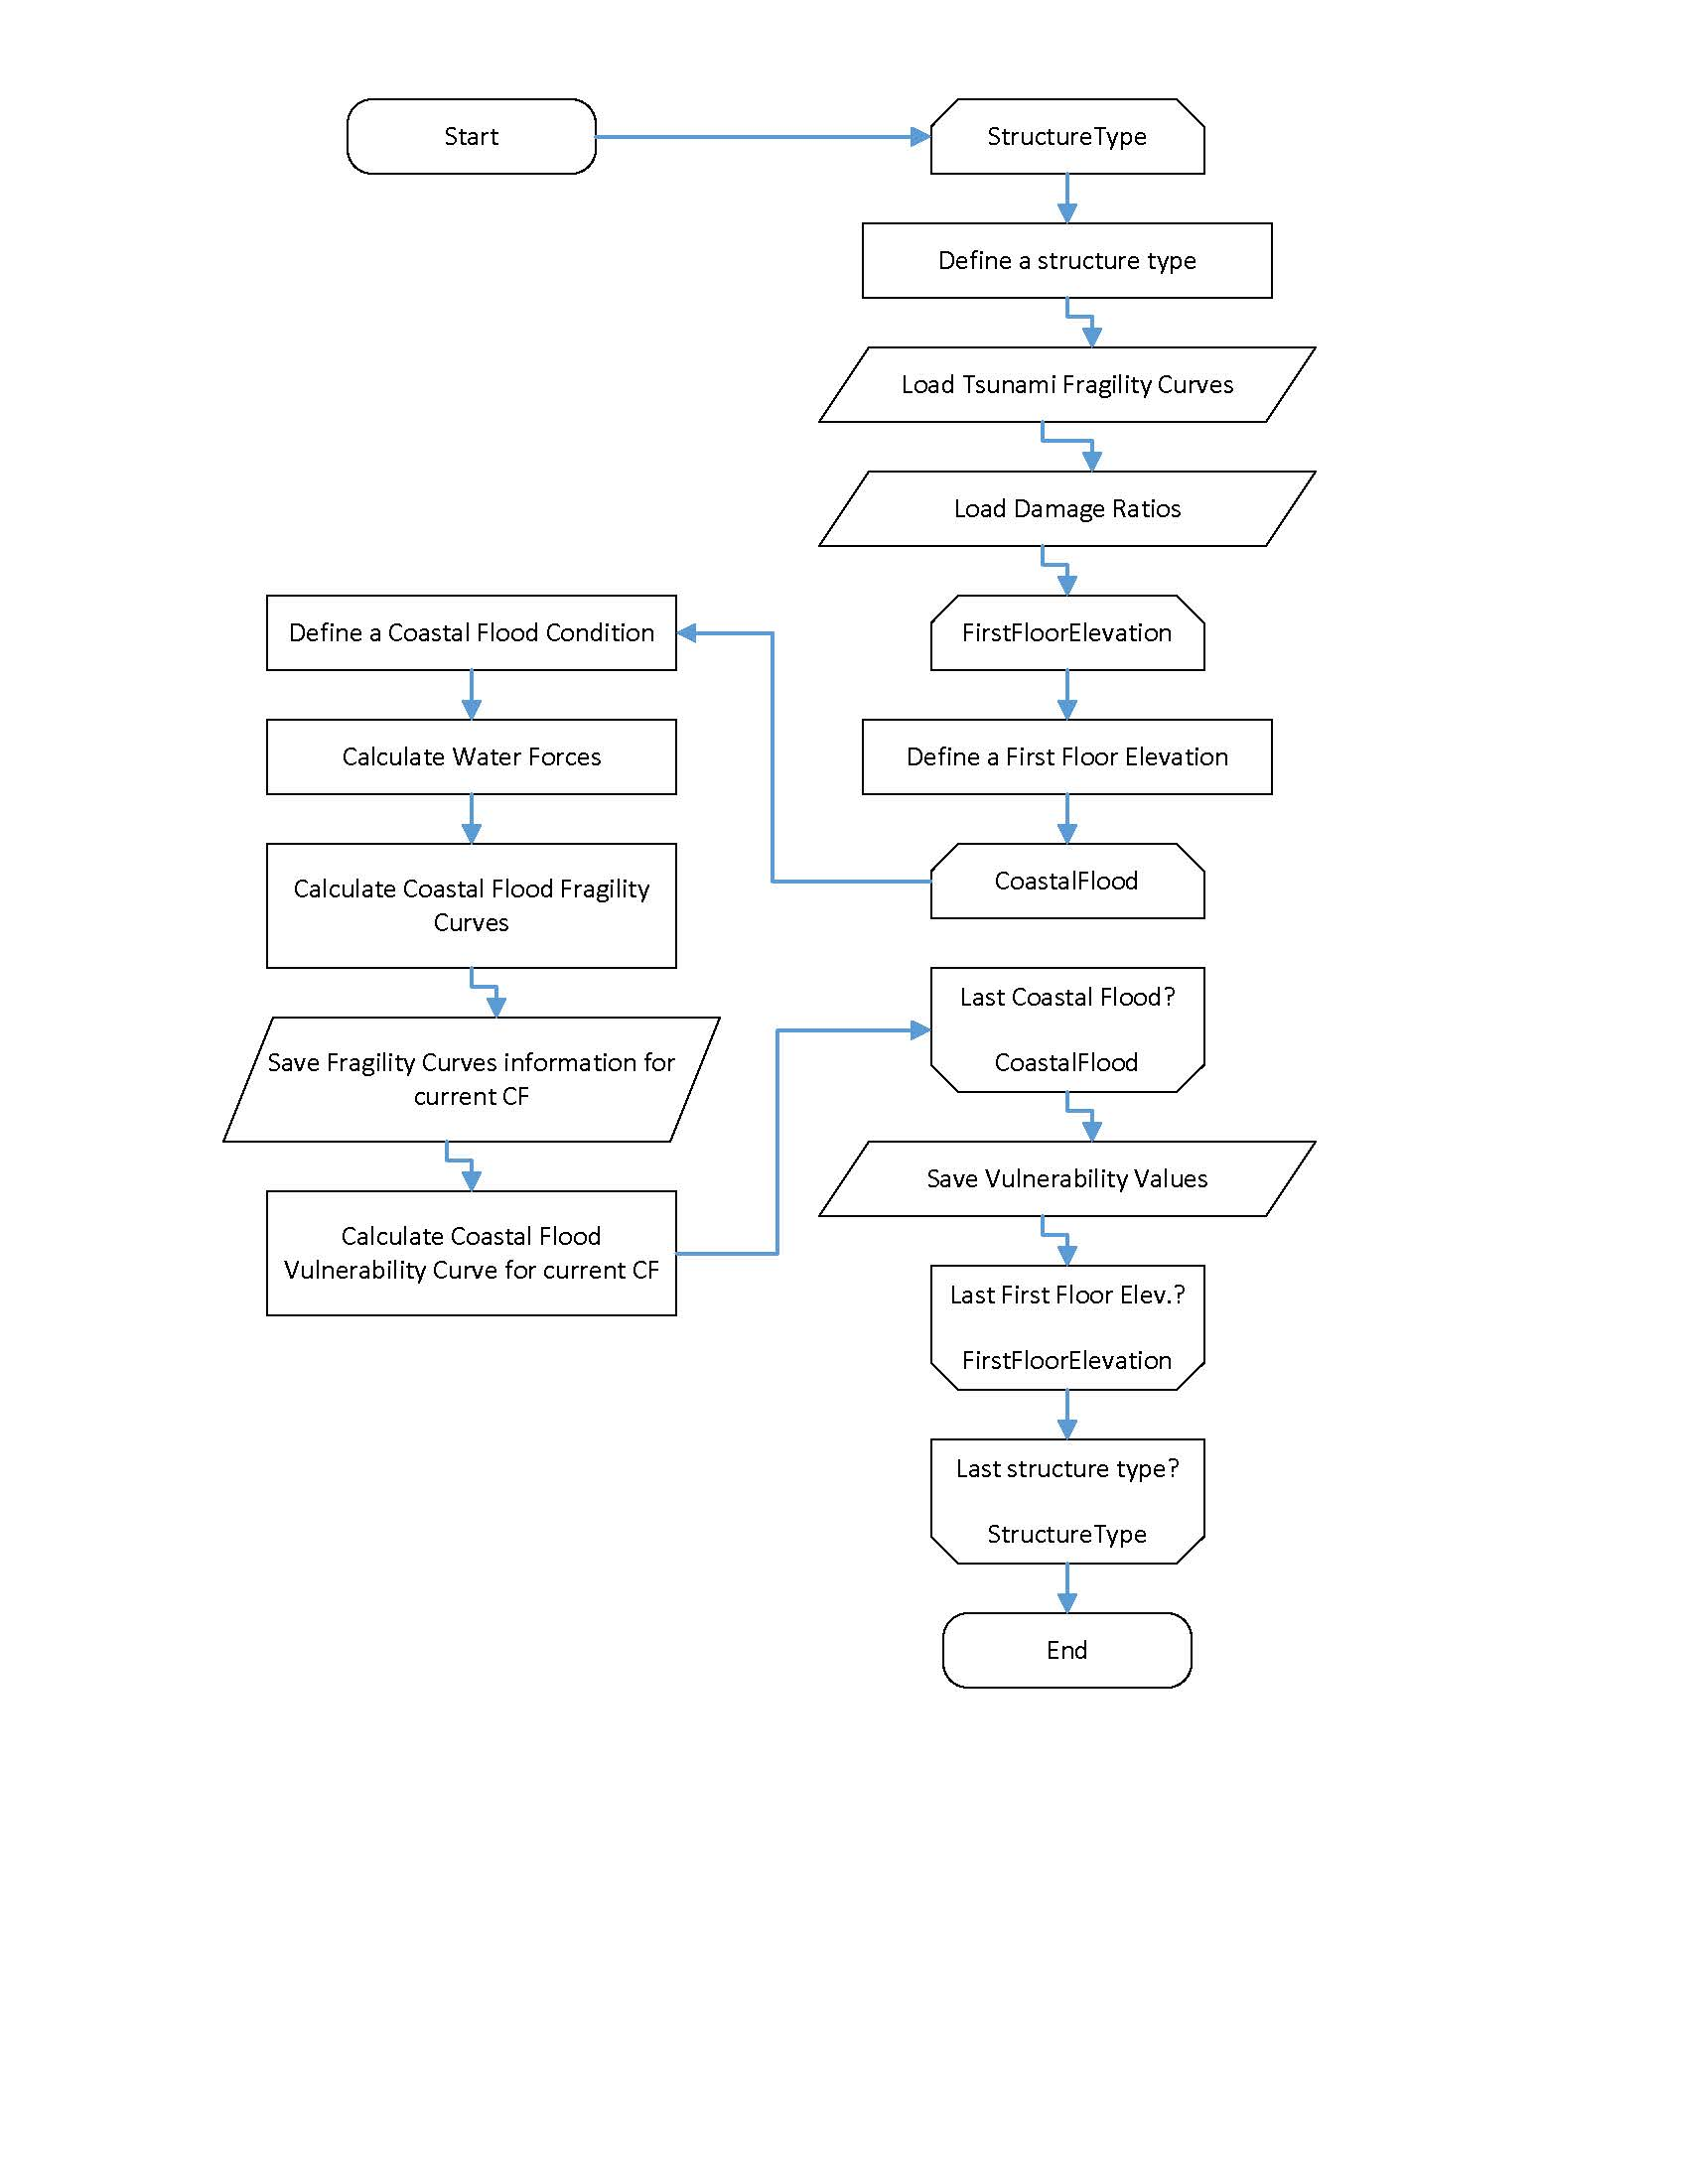 Start
StructureType
Define a structure type
Load Tsunami Fragility Curves
Load Damage Ratios
FirstFloorElevation
Define a First Floor Elevation
CoastalFlood
Define a Coastal Flood Condition
Calculate Water Forces
Calculate Coastal Flood Fragility
Curves
Save Fragility Curves information for
current CF
Calculate Coastal Flood
Vulnerability Curve for current CF
Last Coastal Flood?
CoastalFlood
Save Vulnerability Values
Last First Floor Elev.?
FirstFloorElevation
Last structure type?
StructureType
End